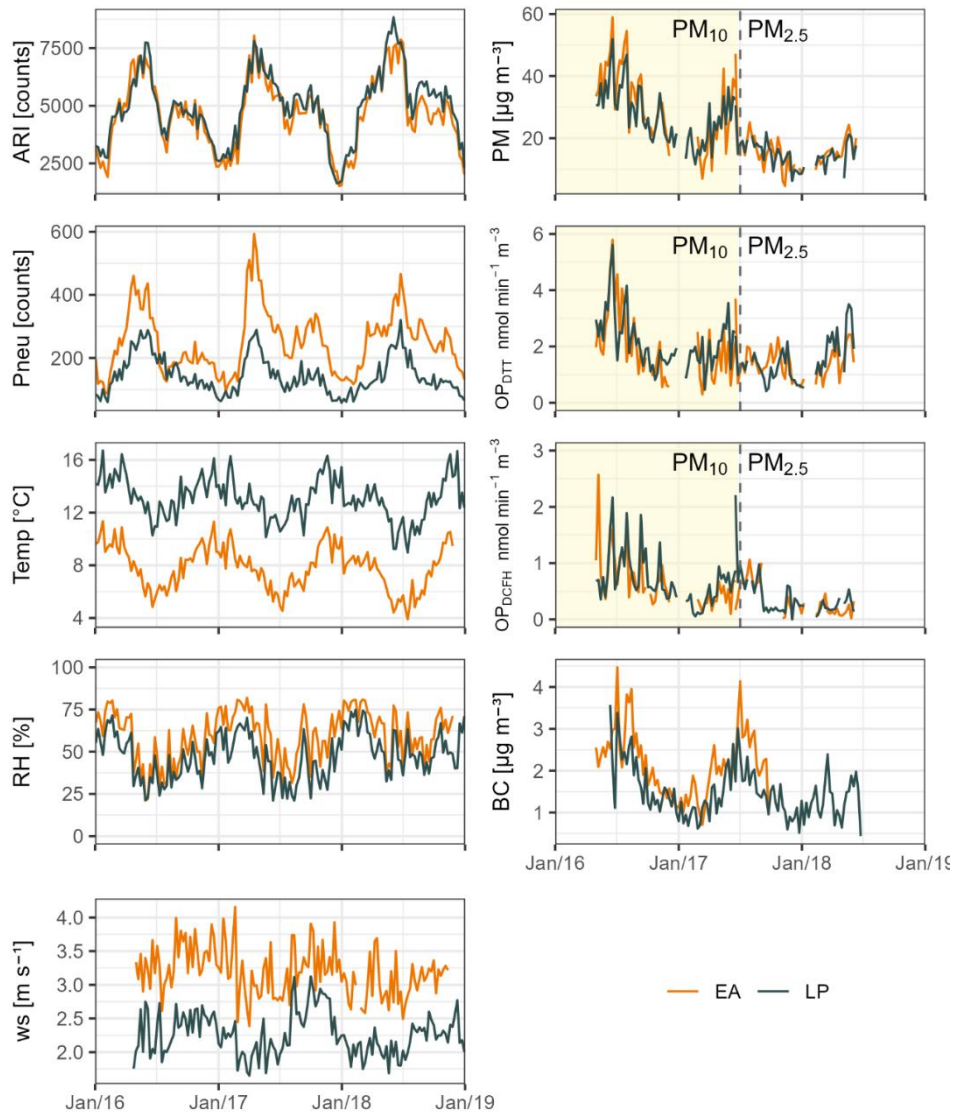 ARI [counts]
7500
5000
2500
PM [µg m⁻³]
60
40
20
PM₁₀ PM₂.₅
Pneu [counts]
600
400
200
OP_DTT nmol min⁻¹ m⁻³
6
4
2
0
PM₁₀ PM₂.₅
Temp [°C]
16
12
8
4
OP_DCFH nmol min⁻¹ m⁻³
3
2
1
0
PM₁₀ PM₂.₅
RH [%]
100
75
50
25
0
BC [µg m⁻³]
4
3
2
1
Jan/16 Jan/17 Jan/18 Jan/19
ws [m s⁻¹]
4.0
3.5
3.0
2.5
2.0
Jan/16 Jan/17 Jan/18 Jan/19
EA LP